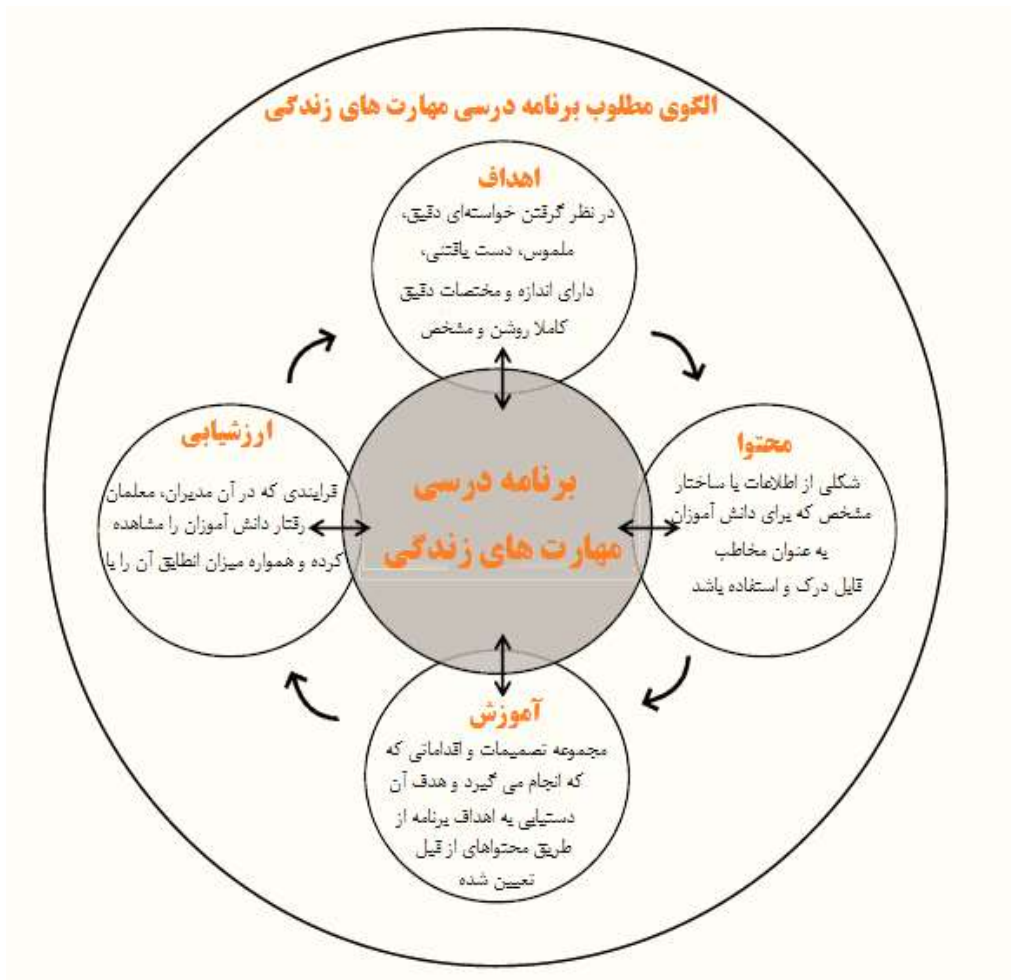 الگوی مطلوب برنامه درسی مهارت های زندگی
اهداف
در نظر گرفتن خواسته‌ای دقیق،
ملموس، دست یافتنی،
دارای اندازه و مختصات دقیق
کاملا روشن و مشخص
محتوا
شکلی از اطلاعات یا ساختار
مشخص که برای دانش آموزان
به عنوان مخاطب
قابل درک و استفاده باشد
آموزش
مجموعه تصمیمات و اقداماتی که
که انجام می گیرد و هدف آن
دستیابی به اهداف برنامه از
طریق محتواهای از قبل
تعیین شده
ارزشیابی
فرایندی که در آن مدیران، معلمان
رفتار دانش آموزان را مشاهده
کرده و همواره میزان انطابق آن را با
برنامه درسی
مهارت های زندگی